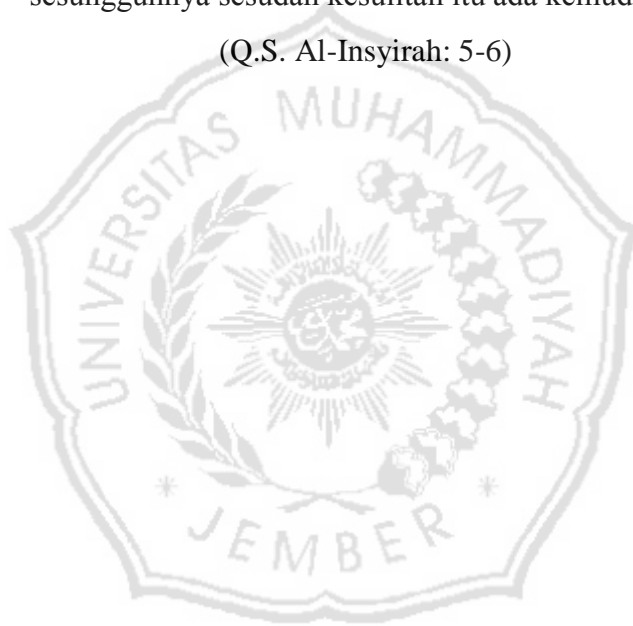 sesungguhnya sesudah kesulitan itu ada
(Q.S. Al-Insyirah: 5-6)
UNIVERSITAS MUHAMMADIYAH
JEMBER